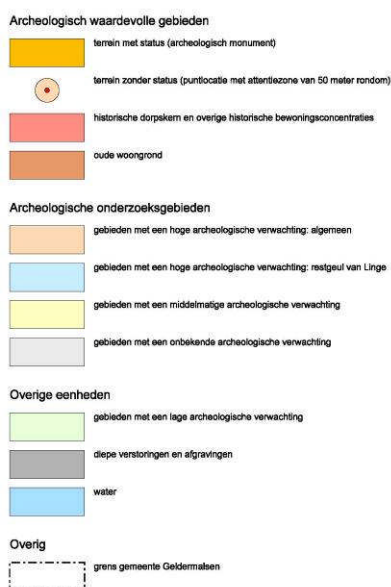 Archeologisch waardevolle gebieden
terrein met status (archeologisch monument)
terrein zonder status (puntlocatie met attentiezone van 50 meter rondom)
historische dorpskern en overige historische bewoningsconcentraties
oude woongrond
Archeologische onderzoeksgebieden
gebieden met een hoge archeologische verwachting: algemeen
gebieden met een hoge archeologische verwachting: restgeul van Linge
gebieden met een middelmatige archeologische verwachting
gebieden met een onbekende archeologische verwachting
Overige eenheden
gebieden met een lage archeologische verwachting
diepe verstoringen en afgravingen
water
Overig
grens gemeente Geldermalsen